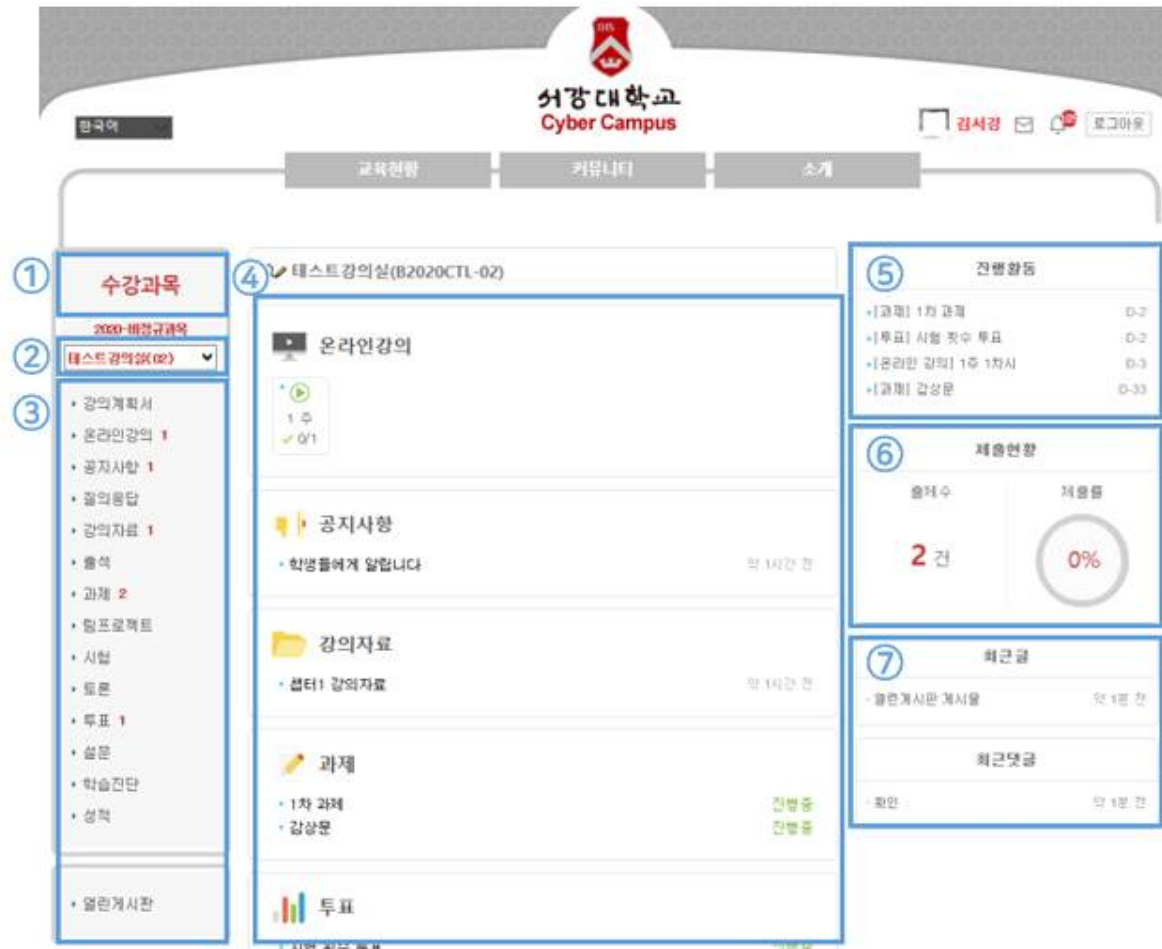 서강대학교
Cyber Campus
한국어
김서강
로그아웃
교육현황
커뮤니티
소개
①
수강과목
2020-비정규과목
②
테스트강의실(02)
③
강의계획서
온라인강의 1
공지사항 1
질의응답
강의자료 1
출석
과제 2
팀프로젝트
시험
토론
투표 1
설문
학습진단
성적
열린게시판
④
테스트강의실(B2020CTL-02)
온라인강의
1 주
0/1
공지사항
학생들에게 알립니다
약 1시간 전
강의자료
챕터1 강의자료
약 1시간 전
과제
1차 과제 진행중
감상문 진행중
투표
⑤
진행활동
[과제] 1차 과제 D-2
[투표] 시험 횟수 투표 D-2
[온라인 강의] 1주 1차시 D-3
[과제] 감상문 D-33
⑥
제출현황
출제수
제출률
2 건
0%
⑦
최근글
열린게시판 게시물 약 1분 전
최근댓글
확인 약 1분 전